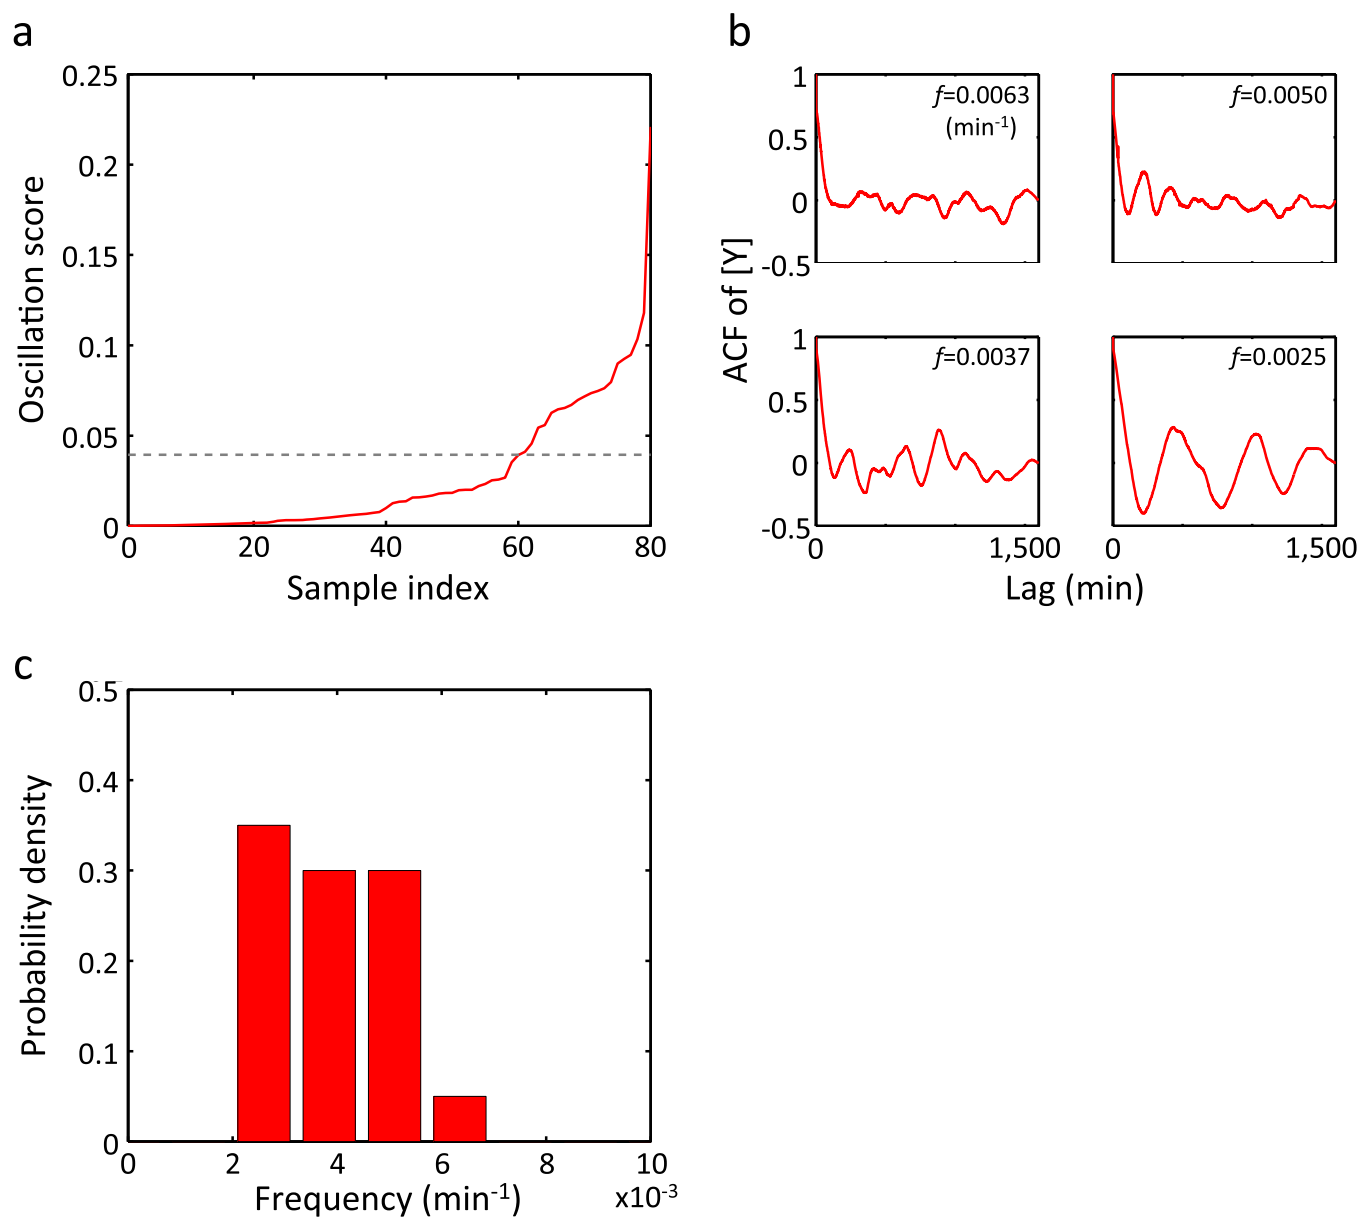 a
0.25
0.2
0.15
0.1
0.05
0
0 20 40 60 80
Oscillation score
Sample index
b
f=0.0063
(min-1)
f=0.0050
1
0.5
0
-0.5
f=0.0037
f=0.0025
1
0.5
0
-0.5
0 1,500 0 1,500
ACF of [Y]
Lag (min)
c
0.5
0.4
0.3
0.2
0.1
0
0 2 4 6 8 10
Probability density
Frequency (min-1)
x10-3